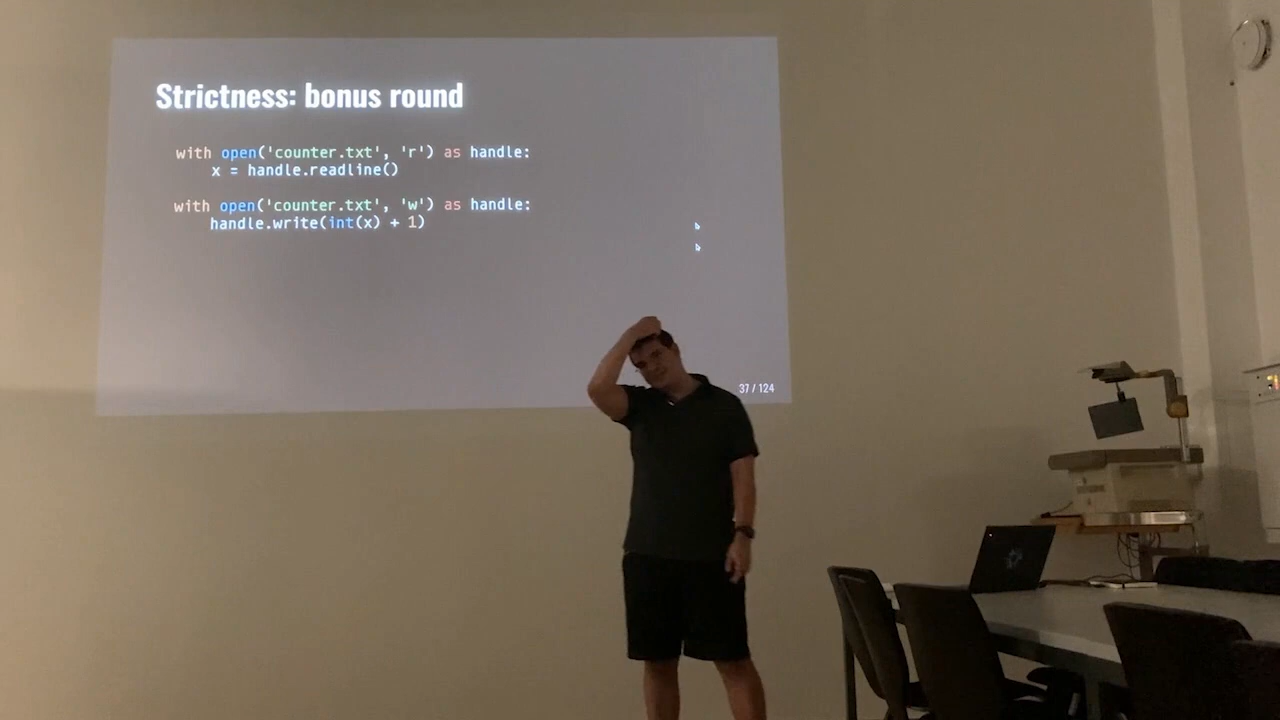 Strictness: bonus round
with open('counter.txt', 'r') as handle:
    x = handle.readline()
with open('counter.txt', 'w') as handle:
    handle.write(int(x) + 1)
37 / 124